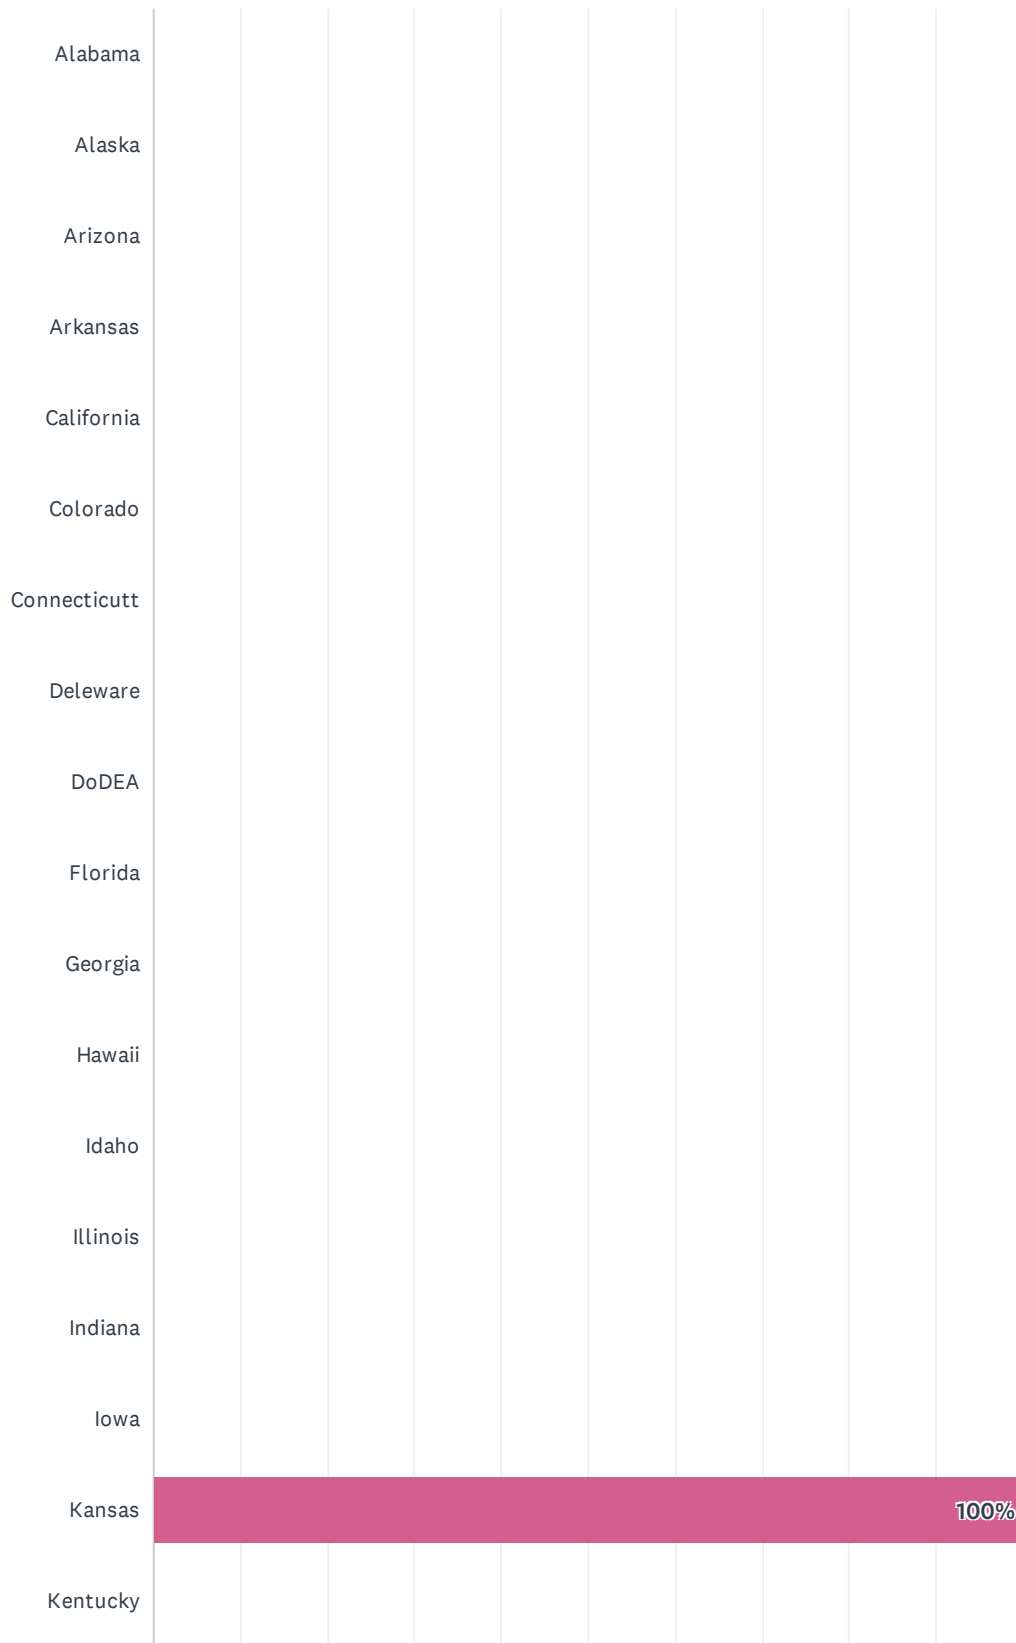 Alabama
Alaska
Arizona
Arkansas
California
Colorado
Connecticutt
Deleware
DoDEA
Florida
Georgia
Hawaii
Idaho
Illinois
Indiana
Iowa
Kansas 100%
Kentucky